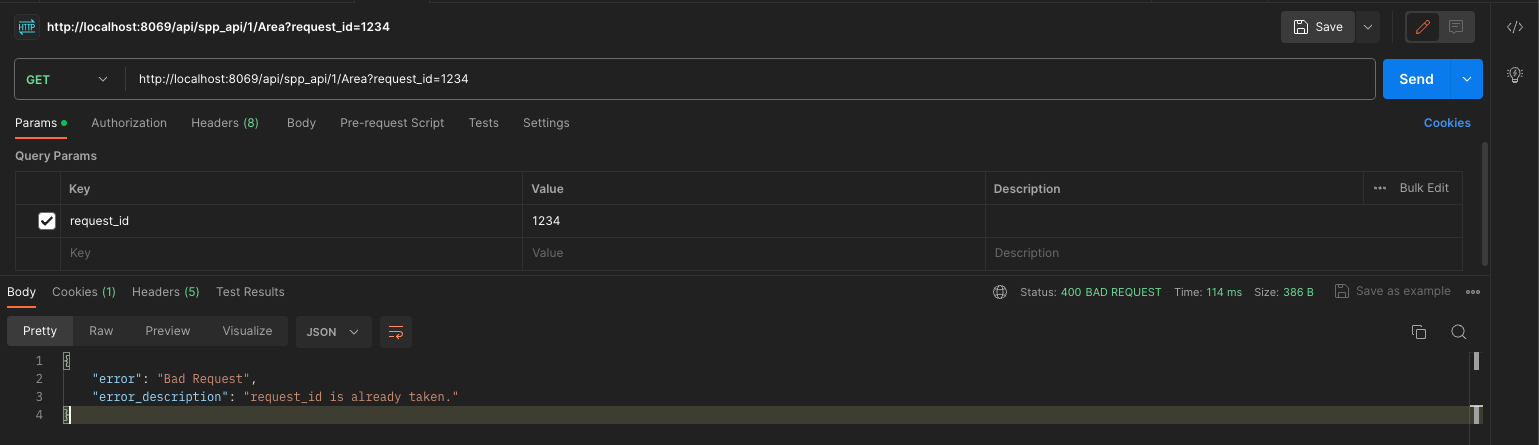 HTTP http://localhost:8069/api/spp_api/1/Area?request_id=1234 Save
GET http://localhost:8069/api/spp_api/1/Area?request_id=1234 Send
Params Authorization Headers (8) Body Pre-request Script Tests Settings Cookies
Query Params
Key Value Description Bulk Edit
request_id 1234
Key Value Description
Body Cookies (1) Headers (5) Test Results Status: 400 BAD REQUEST Time: 114 ms Size: 386 B Save as example
Pretty Raw Preview Visualize JSON
1 {
2 "error": "Bad Request",
3 "error_description": "request_id is already taken."
4 }